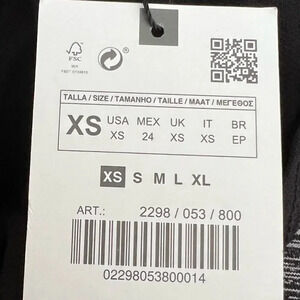 FSC
TALLA / SIZE / TAMANHO / TAILLE / MAAT / ΜΕΓΕΘΟΣ
XS USA MEX UK IT BR
XS 24 XS XS EP
XS S M L XL
ART.: 2298 / 053 / 800
02298053800014